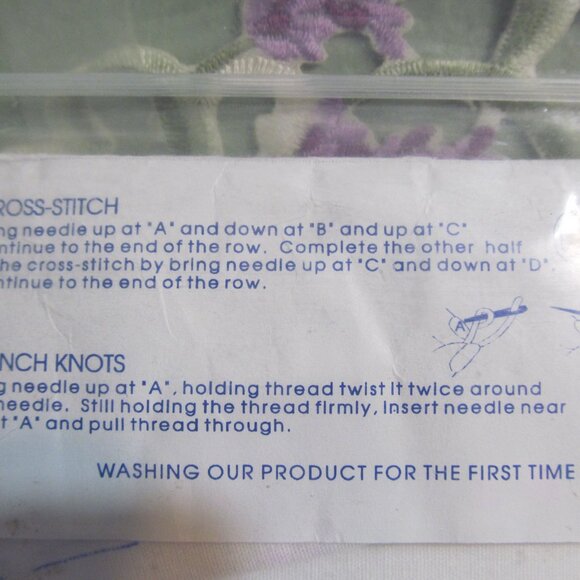 ROSS-STITCH
ng needle up at "A" and down at "B" and up at "C"
ntinue to the end of the row. Complete the other half
he cross-stitch by bring needle up at "C" and down at "D".
ntinue to the end of the row.
A
NCH KNOTS
g needle up at "A", holding thread twist it twice around
needle. Still holding the thread firmly, insert needle near
t "A" and pull thread through.
WASHING OUR PRODUCT FOR THE FIRST TIME